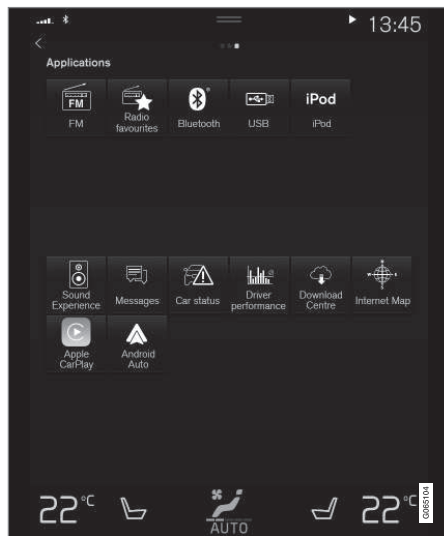 13:45
Applications
FM
FM
Radio
favourites
Bluetooth
USB
iPod
iPod
Sound
Experience
Messages
Car status
Driver
performance
Download
Centre
Internet Map
Apple
CarPlay
Android
Auto
22°C
AUTO
22°C
G065104